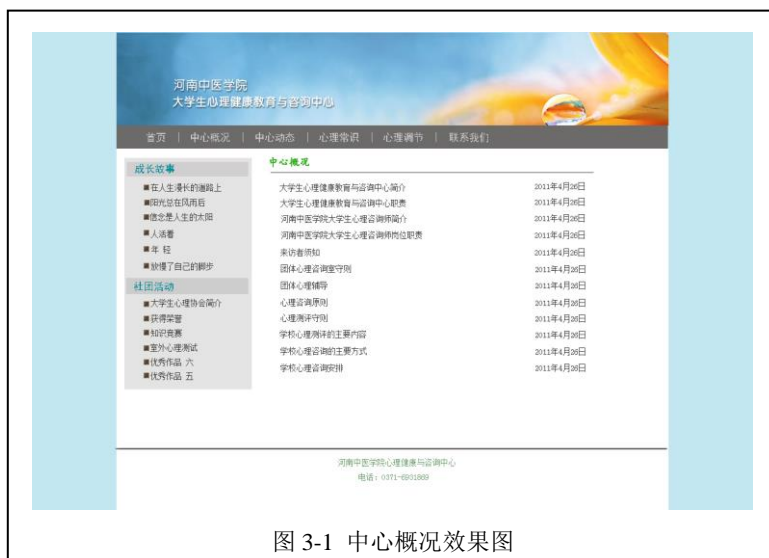 河南中医学院
大学生心理健康教育与咨询中心
首页 | 中心概况 | 中心动态 | 心理常识 | 心理调节 | 联系我们
成长故事
■在人生漫长的道路上
■阳光总在风雨后
■信念是人生的太阳
■人活着
■年 轻
■放慢了自己的脚步
社团活动
■大学生心理协会简介
■获得荣誉
■知识竞赛
■室外心理测试
■优秀作品 六
■优秀作品 五
中心概况
大学生心理健康教育与咨询中心简介 2011年4月26日
大学生心理健康教育与咨询中心职责 2011年4月26日
河南中医学院大学生心理咨询师简介 2011年4月26日
河南中医学院大学生心理咨询师岗位职责 2011年4月26日
来访者须知 2011年4月26日
团体心理咨询室守则 2011年4月26日
团体心理辅导 2011年4月26日
心理咨询原则 2011年4月26日
心理测评守则 2011年4月26日
学校心理测评的主要内容 2011年4月26日
学校心理咨询的主要方式 2011年4月26日
学校心理咨询安排 2011年4月26日
河南中医学院心理健康与咨询中心
电话：0371-6931869
图 3-1 中心概况效果图